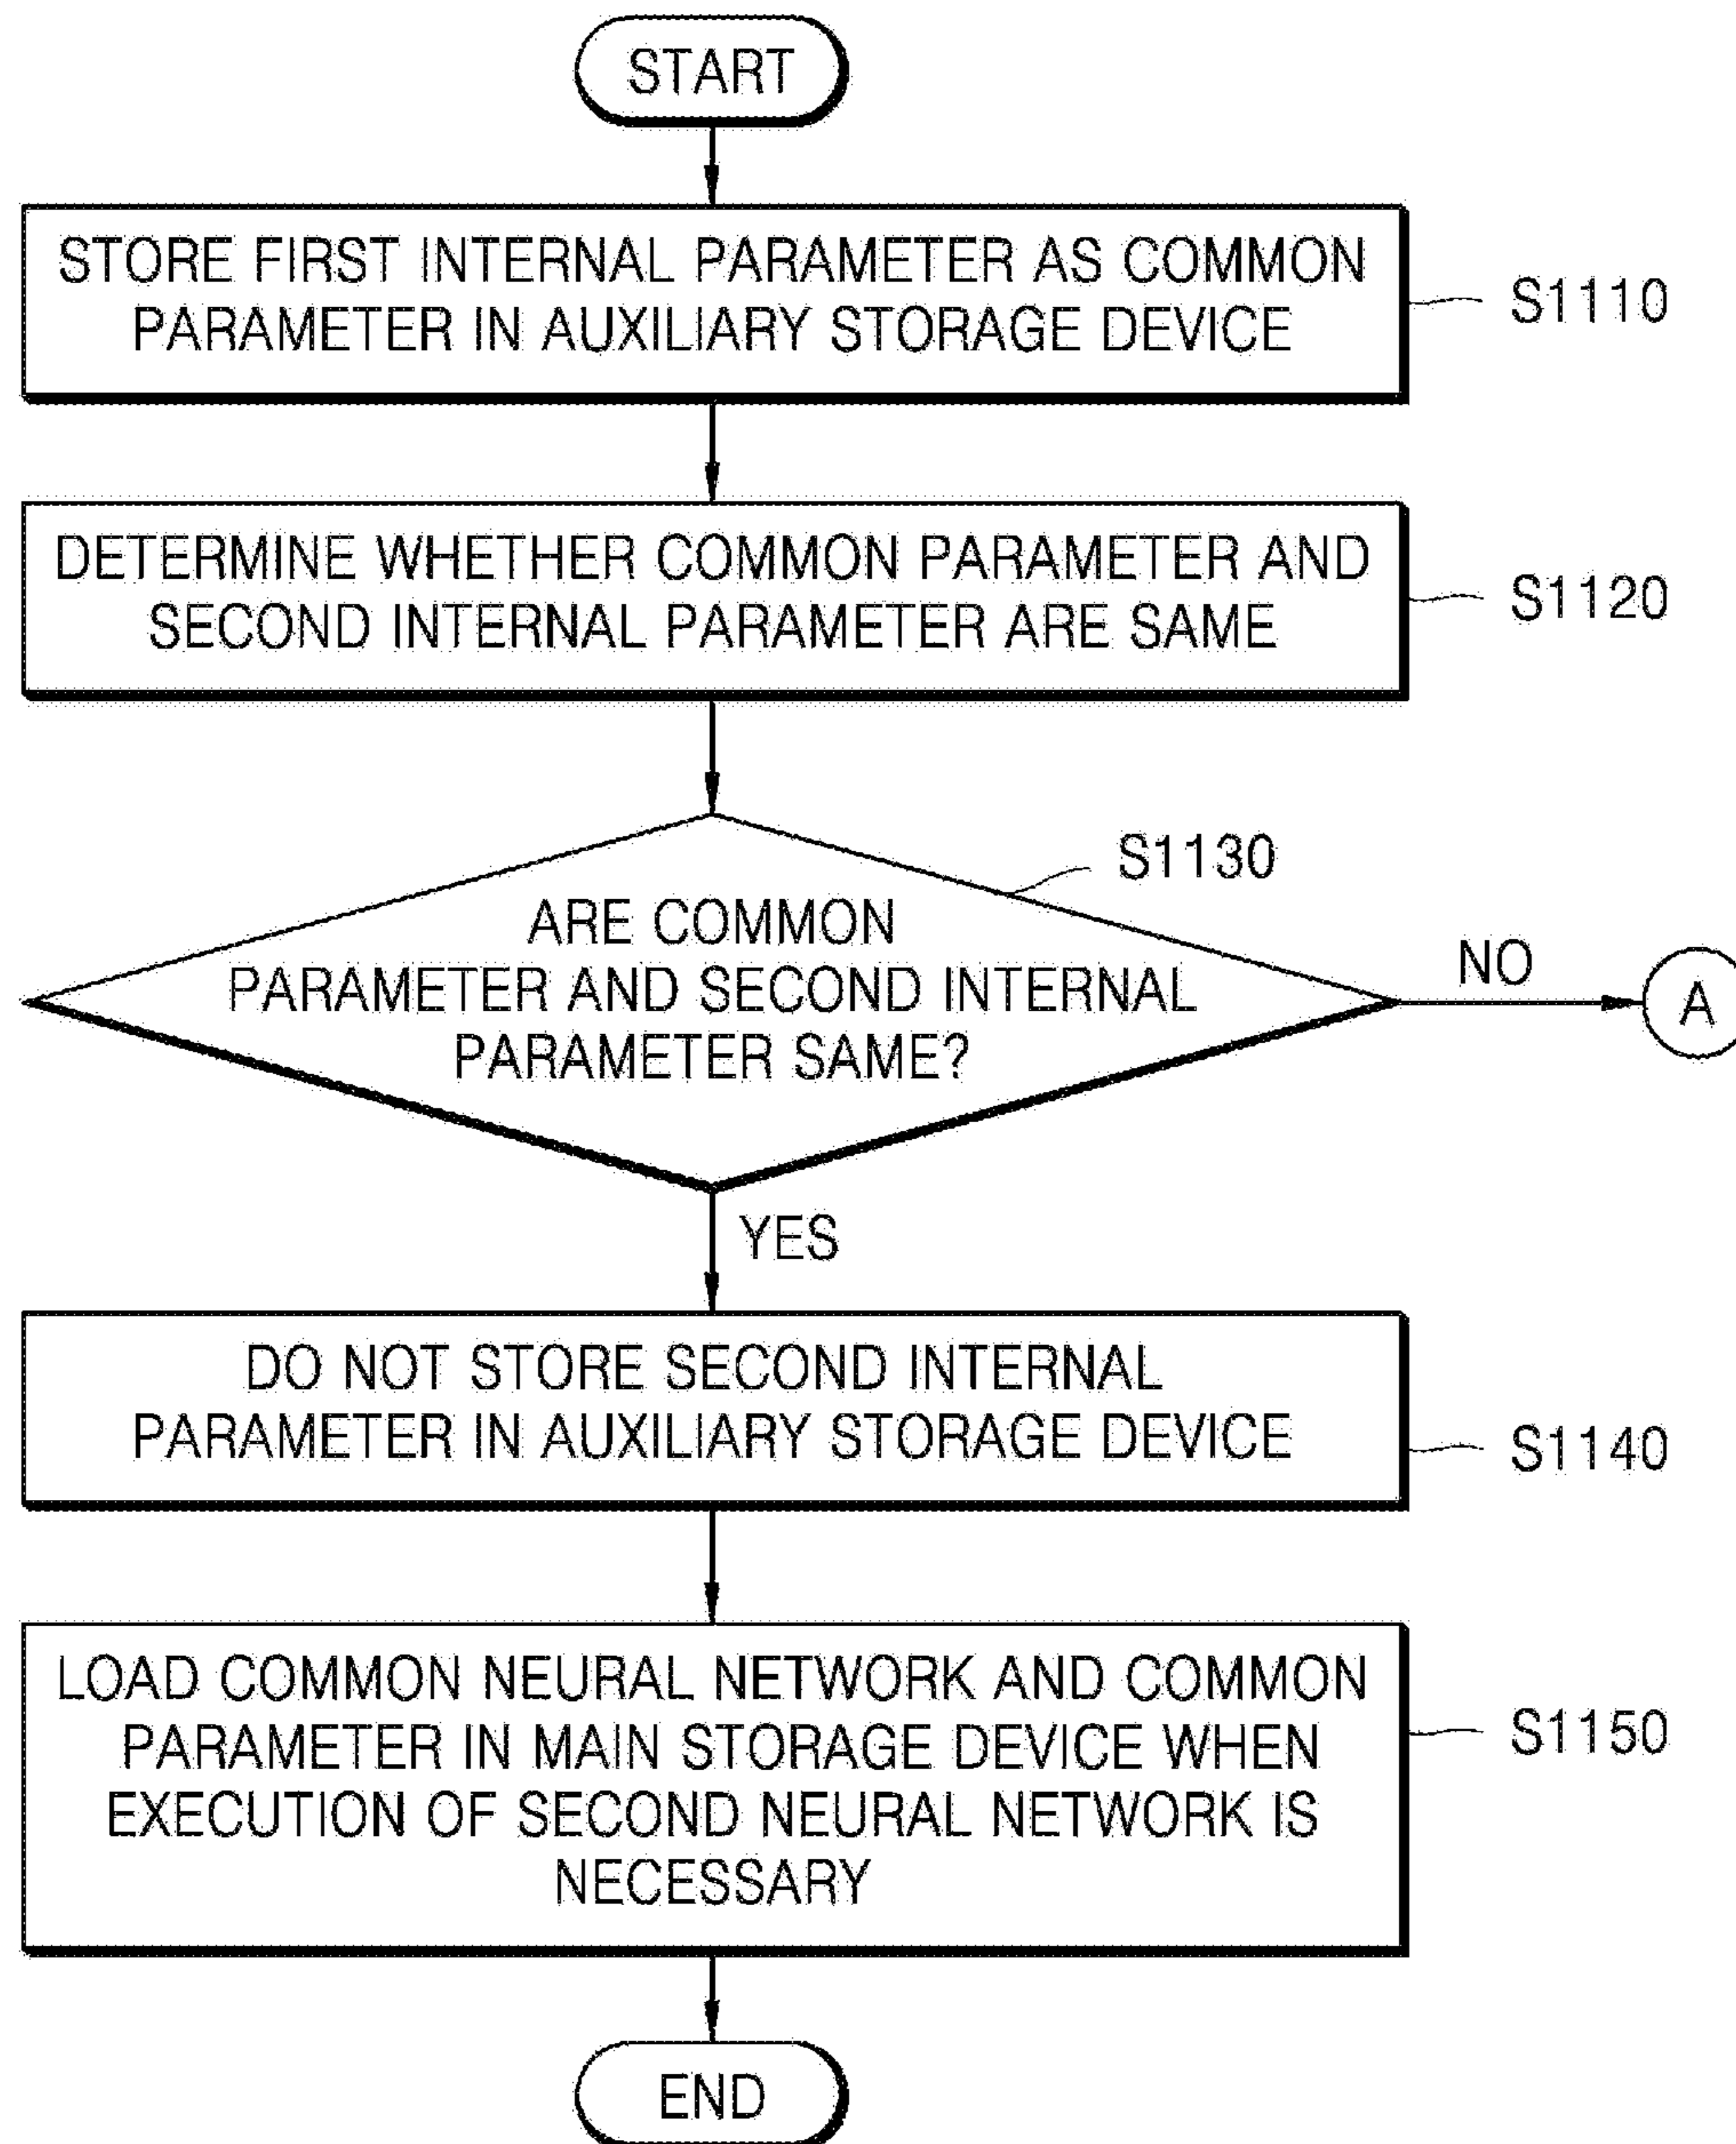 START
STORE FIRST INTERNAL PARAMETER AS COMMON
PARAMETER IN AUXILIARY STORAGE DEVICE
S1110
DETERMINE WHETHER COMMON PARAMETER AND
SECOND INTERNAL PARAMETER ARE SAME
S1120
S1130
ARE COMMON
PARAMETER AND SECOND INTERNAL
PARAMETER SAME?
NO
A
YES
DO NOT STORE SECOND INTERNAL
PARAMETER IN AUXILIARY STORAGE DEVICE
S1140
LOAD COMMON NEURAL NETWORK AND COMMON
PARAMETER IN MAIN STORAGE DEVICE WHEN
EXECUTION OF SECOND NEURAL NETWORK IS
NECESSARY
S1150
END